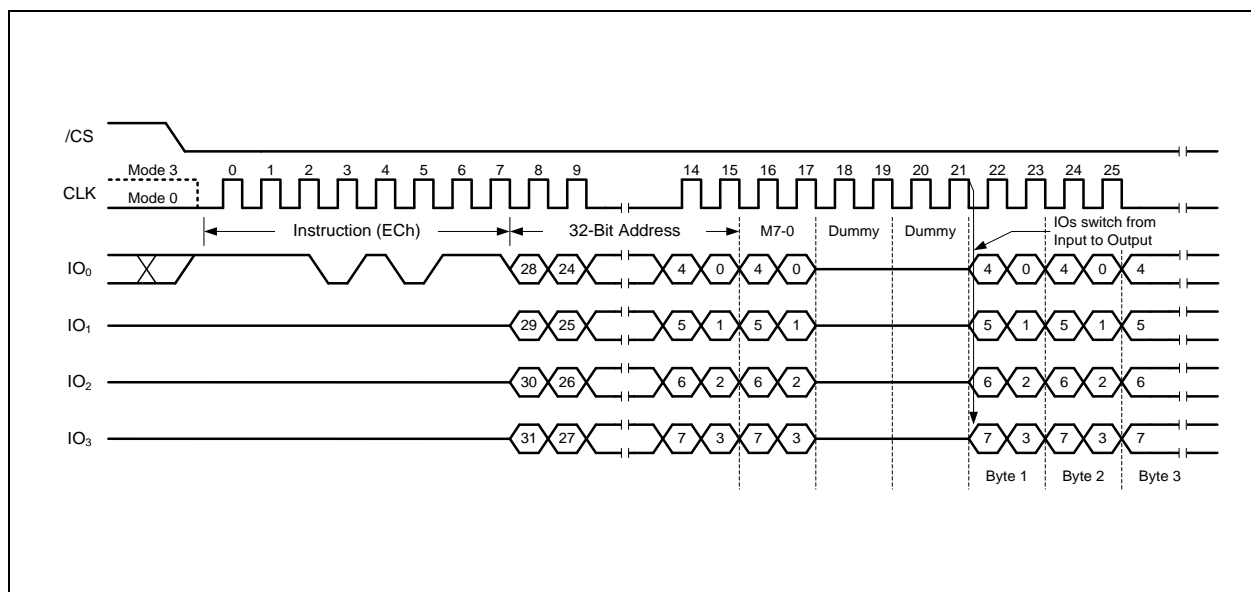 /CS
Mode 3
0 1 2 3 4 5 6 7 8 9 14 15 16 17 18 19 20 21 22 23 24 25
CLK
Mode 0
Instruction (ECh) 32-Bit Address M7-0 Dummy Dummy IOs switch from
Input to Output
IO0 28 24 4 0 4 0 4 0 4 0 4
IO1 29 25 5 1 5 1 5 1 5 1 5
IO2 30 26 6 2 6 2 6 2 6 2 6
IO3 31 27 7 3 7 3 7 3 7 3 7
Byte 1 Byte 2 Byte 3